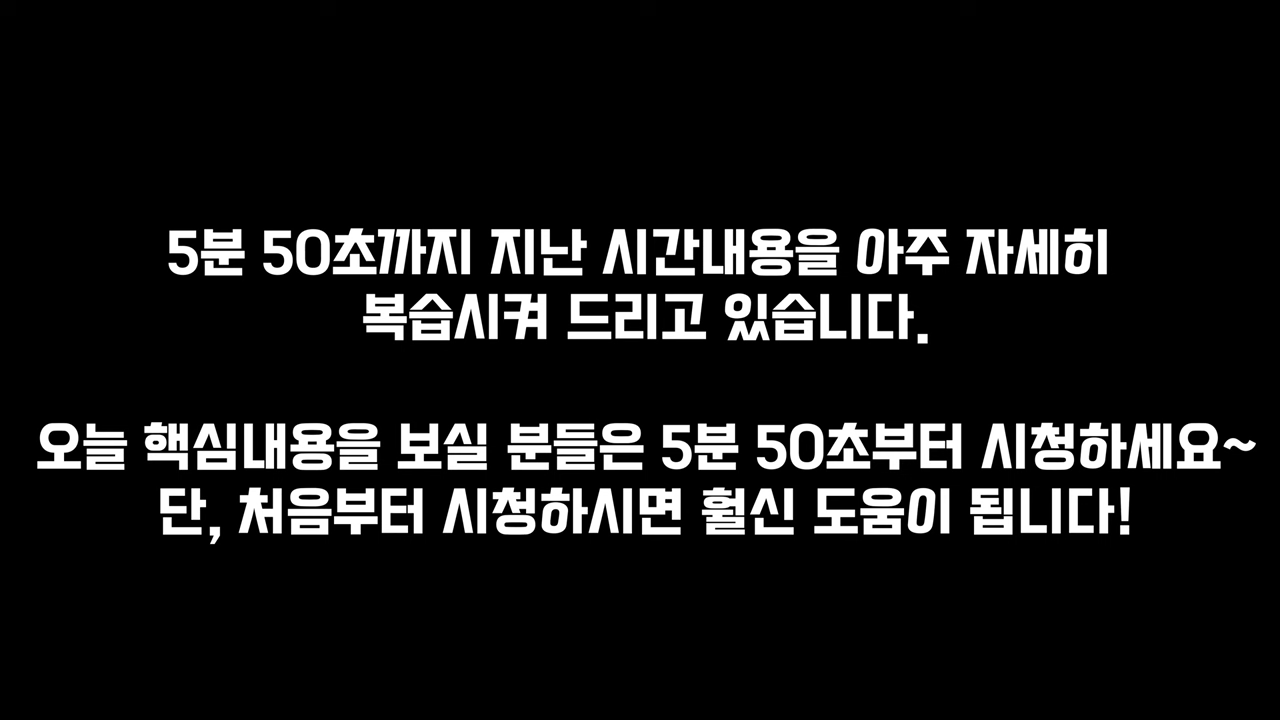 5분 50초까지 지난 시간내용을 아주 자세히
복습시켜 드리고 있습니다.
오늘 핵심내용을 보실 분들은 5분 50초부터 시청하세요~
단, 처음부터 시청하시면 훨신 도움이 됩니다!